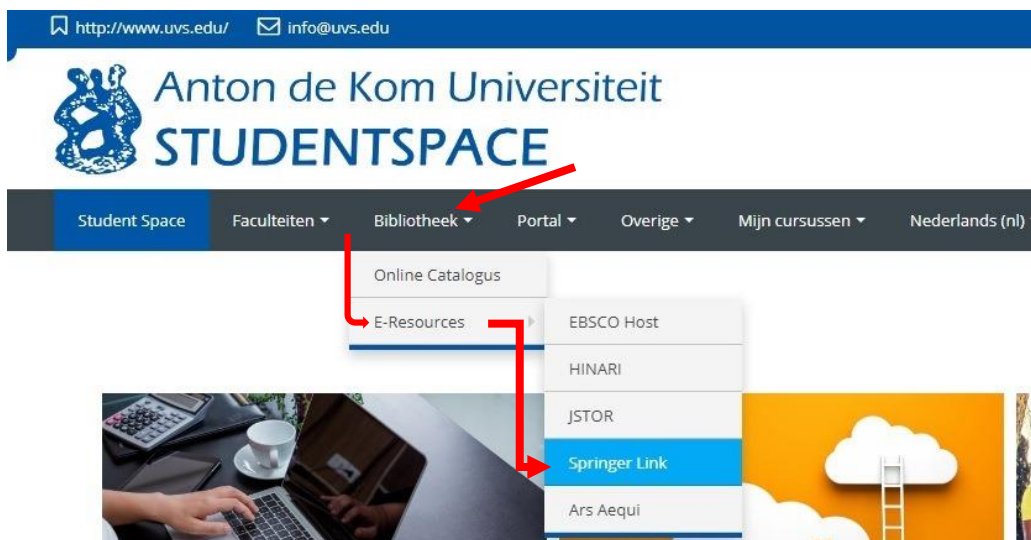 http://www.uvs.edu/ info@uvs.edu
Anton de Kom Universiteit
STUDENTSPACE
Student Space Faculteiten Bibliotheek Portal Overige Mijn cursussen Nederlands (nl)
Online Catalogus
E-Resources EBSCO Host
HINARI
JSTOR
Springer Link
Ars Aequi